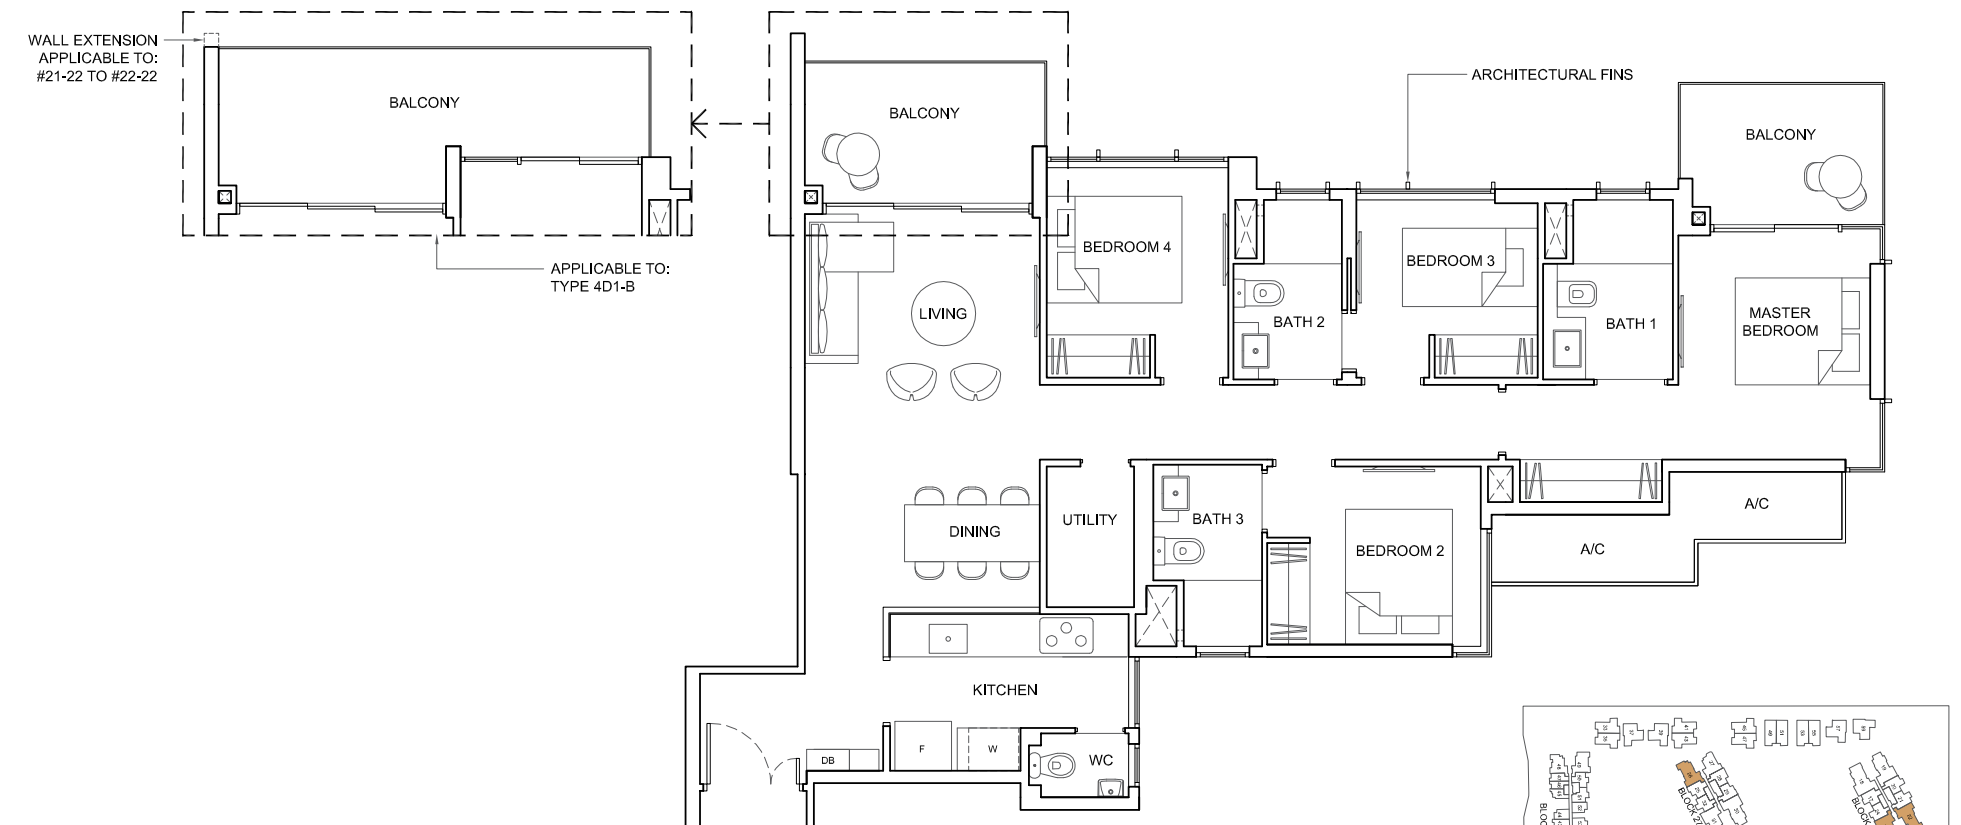 WALL EXTENSION
APPLICABLE TO:
#21-22 TO #22-22
BALCONY
APPLICABLE TO:
TYPE 4D1-B
BALCONY
ARCHITECTURAL FINS
BALCONY
BEDROOM 4
BEDROOM 3
LIVING
BATH 2
BATH 1
MASTER
BEDROOM
DINING
UTILITY
BATH 3
BEDROOM 2
A/C
A/C
KITCHEN
F
W
DB
WC
BLOCK 27